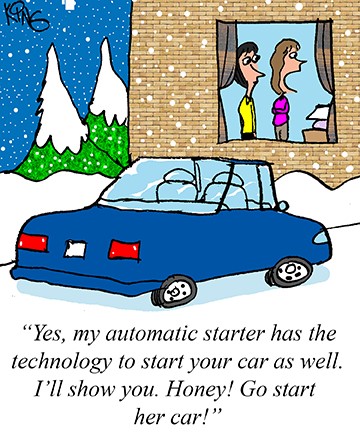 “Yes, my automatic starter has the
technology to start your car as well.
I’ll show you. Honey! Go start
her car!”